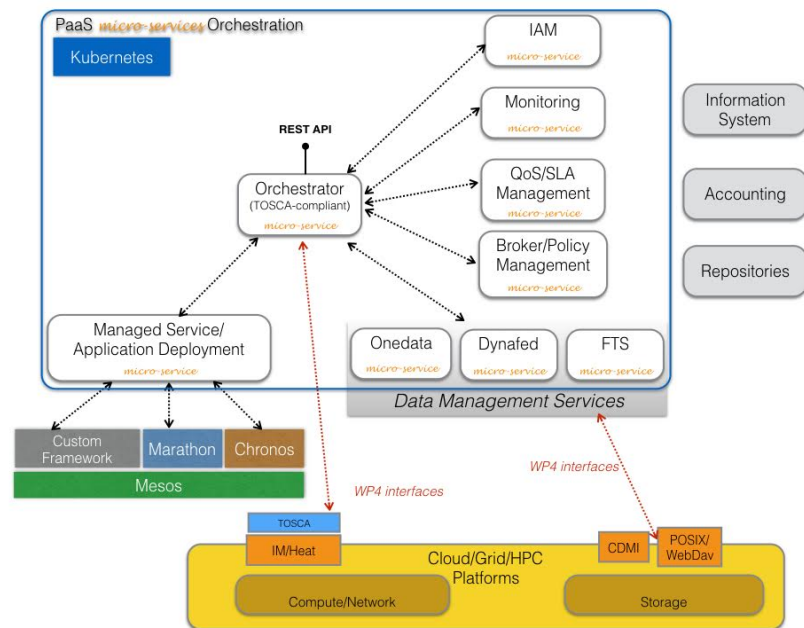 PaaS micro-services Orchestration
Kubernetes
IAM
micro-service
Monitoring
micro-service
Information
System
REST API
Orchestrator
(TOSCA-compliant)
micro-service
QoS/SLA
Management
micro-service
Accounting
Broker/Policy
Management
micro-service
Repositories
Managed Service/
Application Deployment
micro-service
Onedata
micro-service
Dynafed
micro-service
FTS
micro-service
Data Management Services
Custom
Framework
Marathon
Chronos
Mesos
WP4 interfaces
WP4 interfaces
TOSCA
IM/Heat
Cloud/Grid/HPC
Platforms
CDMI
POSIX/
WebDav
Compute/Network
Storage